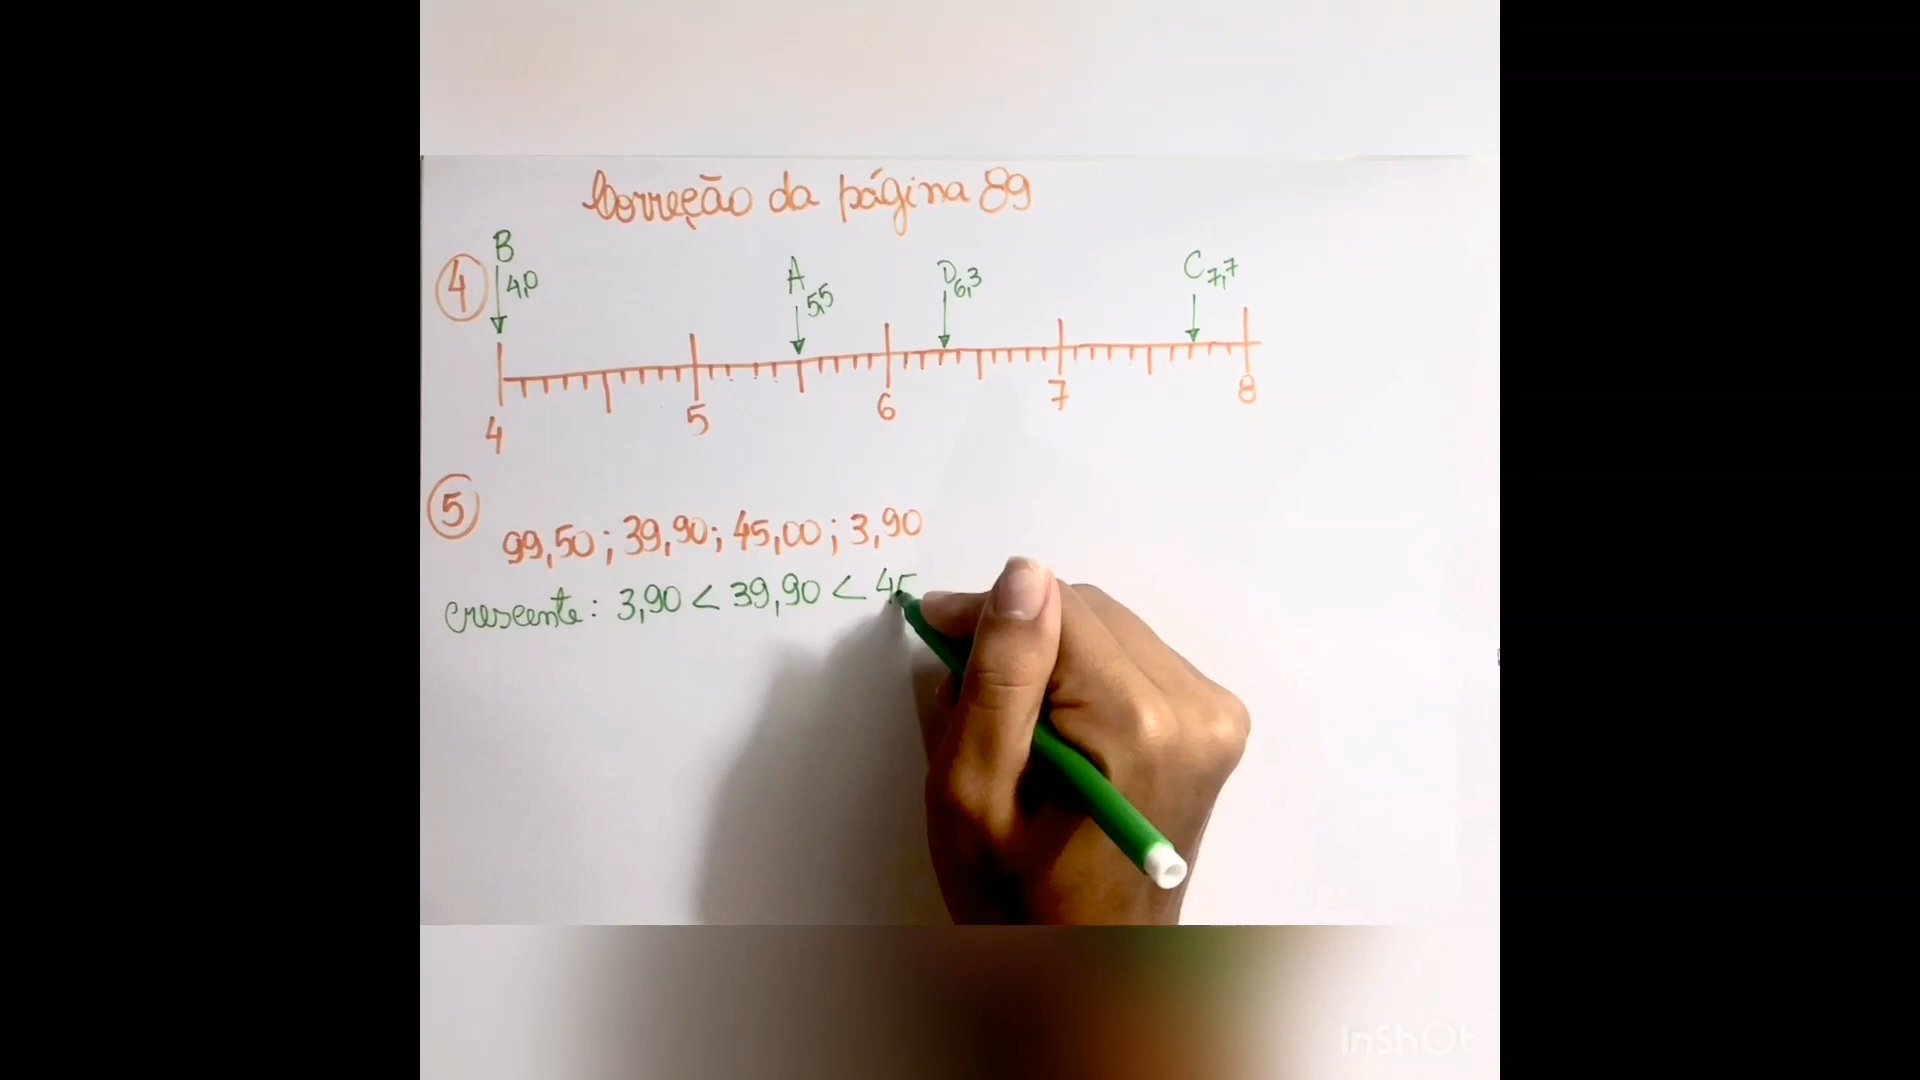 Correção da página 89
4
B
4,0
A
5,5
D
6,3
C
7,7
4 5 6 7 8
5
99,50 ; 39,90 ; 45,00 ; 3,90
crescente : 3,90 < 39,90 < 45
InShOt